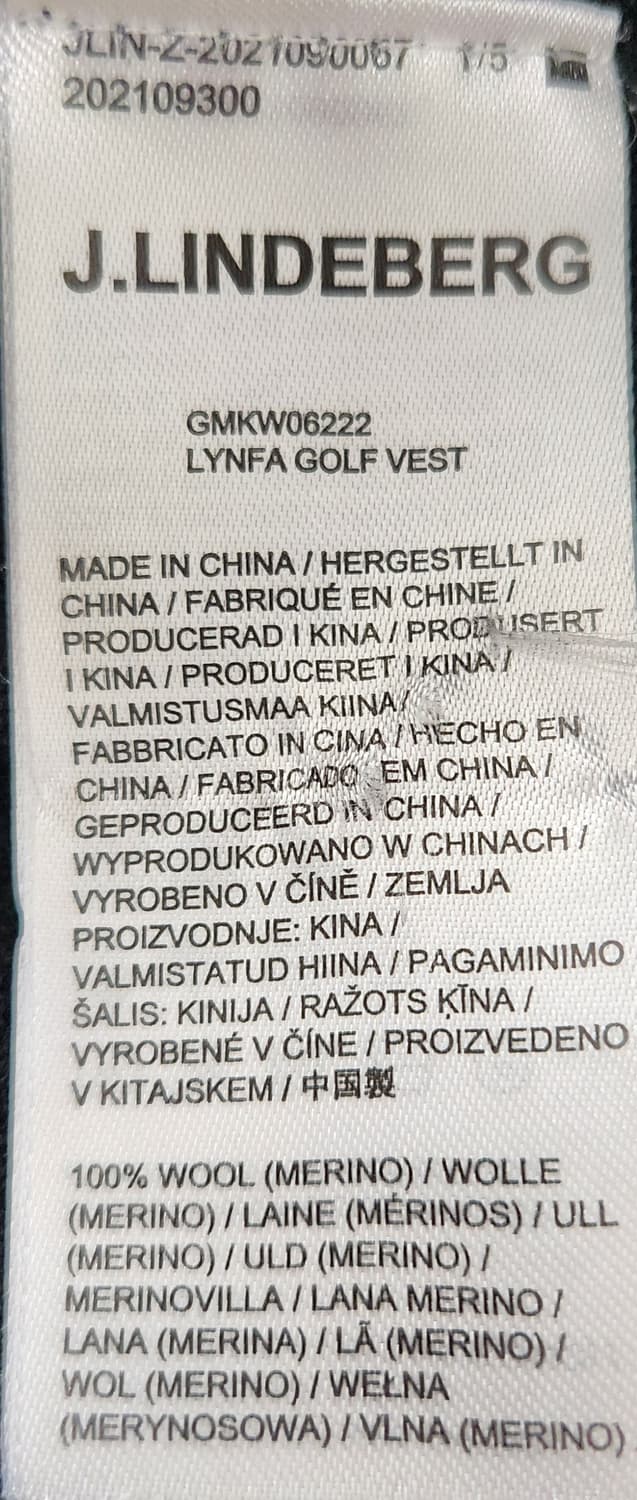 JLIN-Z-2021090067 1/5
202109300
J.LINDEBERG
GMKW06222
LYNFA GOLF VEST
MADE IN CHINA / HERGESTELLT IN
CHINA / FABRIQUÉ EN CHINE /
PRODUCERAD I KINA / PRODUSERT
I KINA / PRODUCERET I KINA /
VALMISTUSMAA KIINA/
FABBRICATO IN CINA / HECHO EN
CHINA / FABRICADO EM CHINA /
GEPRODUCEERD IN CHINA /
WYPRODUKOWANO W CHINACH /
VYROBENO V ČÍNĚ / ZEMLJA
PROIZVODNJE: KINA /
VALMISTATUD HIINA / PAGAMINIMO
ŠALIS: KINIJA / RAŽOTS ĶĪNA /
VYROBENÉ V ČÍNE / PROIZVEDENO
V KITAJSKEM / 中国製
100% WOOL (MERINO) / WOLLE
(MERINO) / LAINE (MÉRINOS) / ULL
(MERINO) / ULD (MERINO) /
MERINOVILLA / LANA MERINO /
LANA (MERINA) / LÃ (MERINO) /
WOL (MERINO) / WEŁNA
(MERYNOSOWA) / VLNA (MERINO)